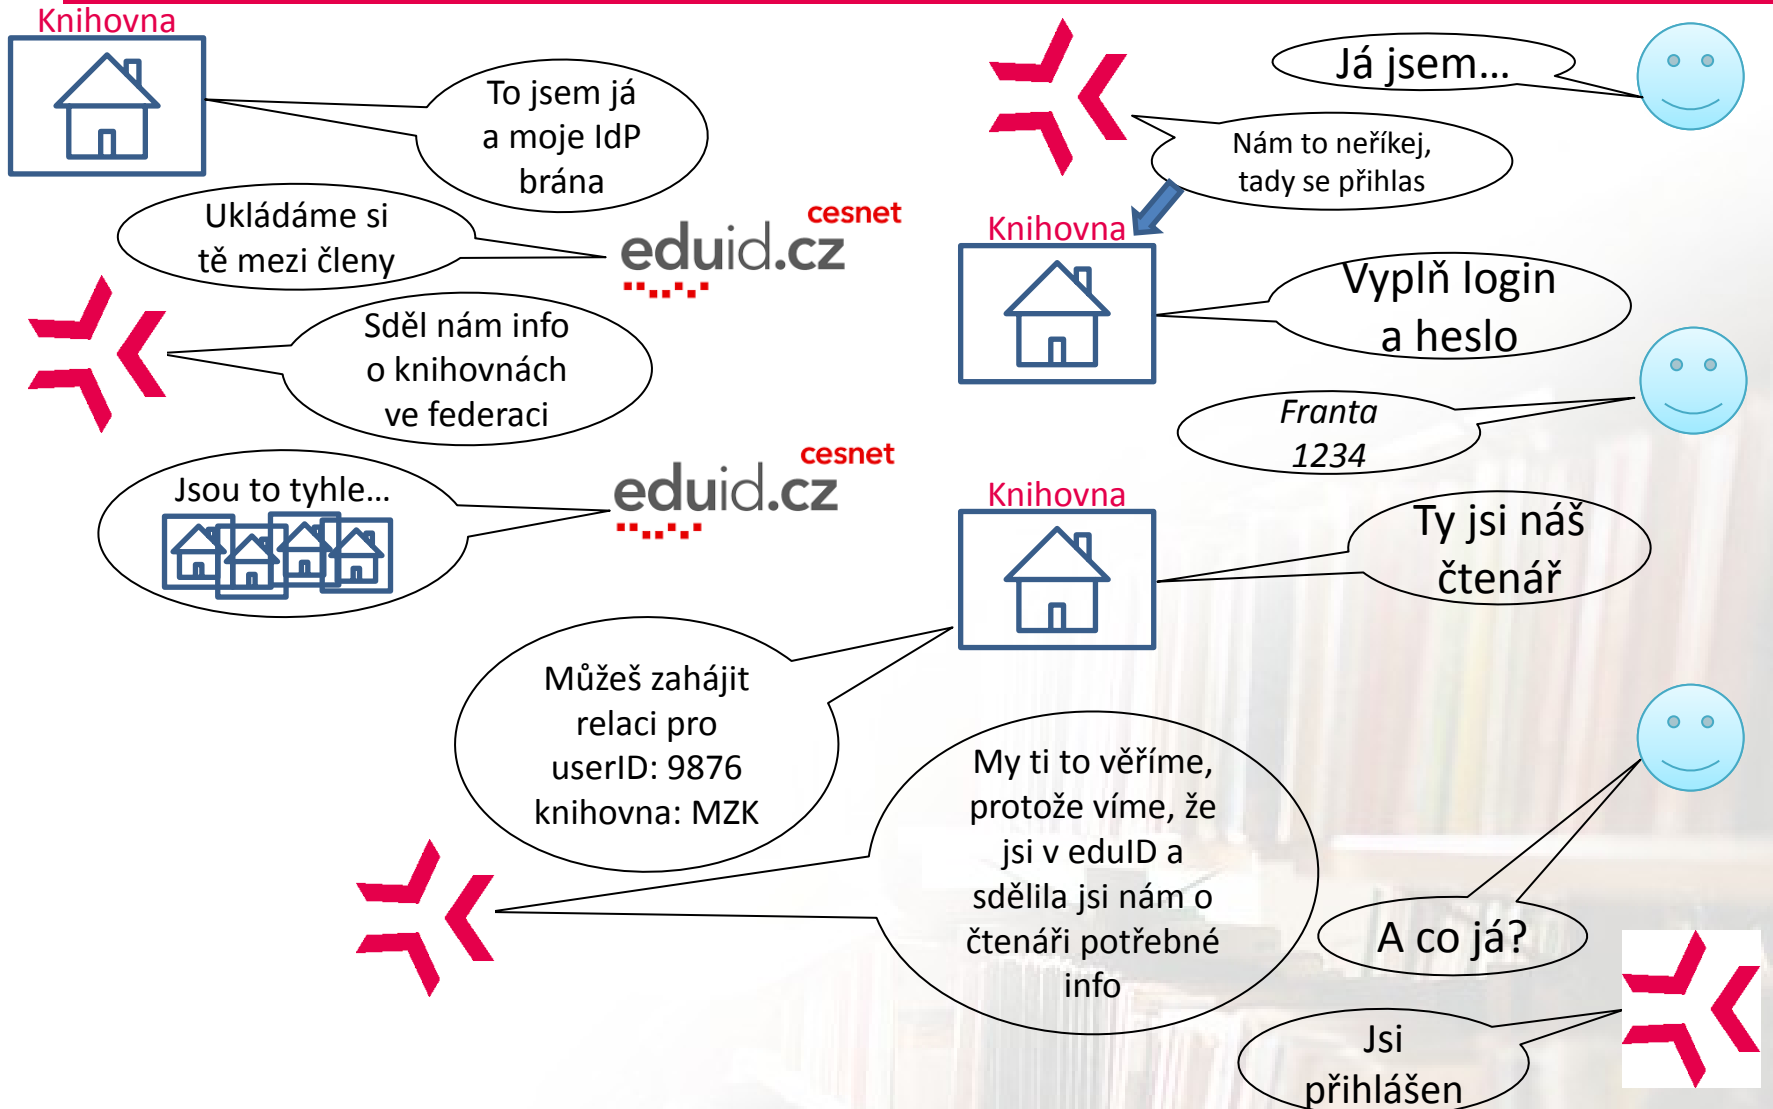 Knihovna
To jsem já
a moje IdP
brána
Ukládáme si
tě mezi členy
cesnet
eduid.cz
Sděl nám info
o knihovnách
ve federaci
Jsou to tyhle...
cesnet
eduid.cz
Já jsem...
Nám to neříkej,
tady se přihlas
Knihovna
Vyplň login
a heslo
Franta
1234
Knihovna
Ty jsi náš
čtenář
Můžeš zahájit
relaci pro
userID: 9876
knihovna: MZK
My ti to věříme,
protože víme, že
jsi v eduID a
sdělila jsi nám o
čtenáři potřebné
info
A co já?
Jsi
přihlášen